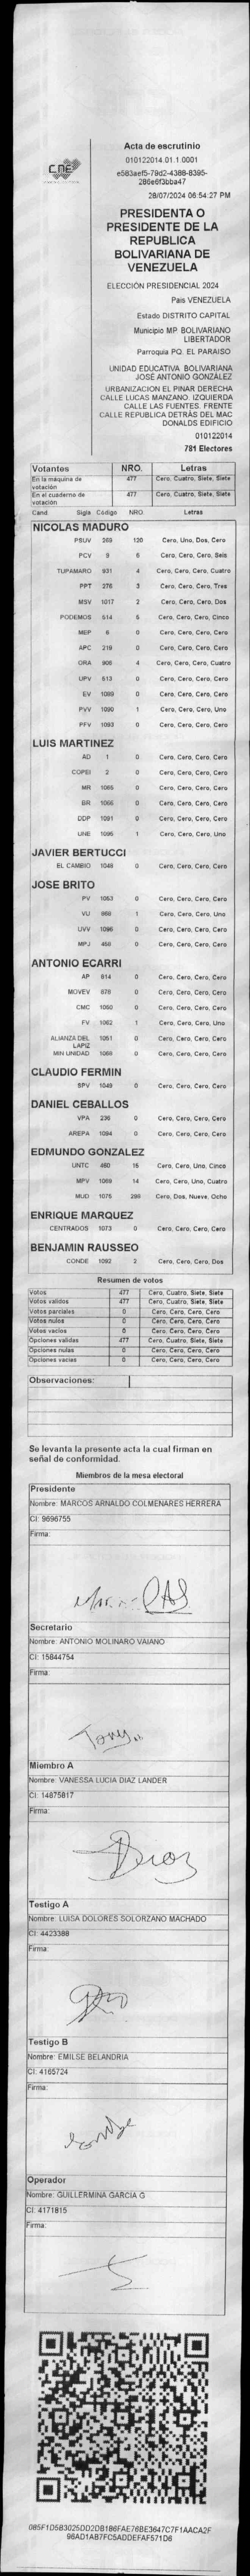 CNE
Acta de escrutinio
010122014.01.1.0001
e583aef5-79d2-4388-8395-
286e6f3bba47
28/07/2024 06:54:27 PM
PRESIDENTA O
PRESIDENTE DE LA
REPUBLICA
BOLIVARIANA DE
VENEZUELA
ELECCIÓN PRESIDENCIAL 2024
Pais VENEZUELA
Estado DISTRITO CAPITAL
Municipio MP. BOLIVARIANO
LIBERTADOR
Parroquia PQ. EL PARAISO
UNIDAD EDUCATIVA BOLIVARIANA
JOSÉ ANTONIO GONZÁLEZ
URBANIZACION EL PINAR DERECHA
CALLE LUCAS MANZANO. IZQUIERDA
CALLE LAS FUENTES. FRENTE
CALLE REPÚBLICA DETRÁS DEL MAC
DONALDS EDIFICIO
010122014
781 Electores
Votantes NRO. Letras
En la máquina de votación 477 Cero, Cuatro, Siete, Siete
En el cuaderno de votación 477 Cero, Cuatro, Siete, Siete
Cand Sigla Código NRO. Letras
NICOLAS MADURO
PSUV 269 120 Cero, Uno, Dos, Cero
PCV 9 6 Cero, Cero, Cero, Seis
TUPAMARO 931 4 Cero, Cero, Cero, Cuatro
PPT 376 3 Cero, Cero, Cero, Tres
MSV 1017 2 Cero, Cero, Cero, Dos
PODEMOS 514 5 Cero, Cero, Cero, Cinco
MEP 6 0 Cero, Cero, Cero, Cero
APC 219 0 Cero, Cero, Cero, Cero
ORA 906 4 Cero, Cero, Cero, Cuatro
UPV 613 0 Cero, Cero, Cero, Cero
EV 1089 0 Cero, Cero, Cero, Cero
PVV 1090 1 Cero, Cero, Cero, Uno
PFV 1093 0 Cero, Cero, Cero, Cero
LUIS MARTINEZ
AD 1 0 Cero, Cero, Cero, Cero
COPEI 2 0 Cero, Cero, Cero, Cero
MR 1065 0 Cero, Cero, Cero, Cero
BR 1066 0 Cero, Cero, Cero, Cero
DDP 1091 0 Cero, Cero, Cero, Cero
UNE 1095 1 Cero, Cero, Cero, Uno
JAVIER BERTUCCI
EL CAMBIO 1048 0 Cero, Cero, Cero, Cero
JOSE BRITO
PV 1053 0 Cero, Cero, Cero, Cero
VU 968 1 Cero, Cero, Cero, Uno
UVV 1096 0 Cero, Cero, Cero, Cero
MPJ 458 0 Cero, Cero, Cero, Cero
ANTONIO ECARRI
AP 614 0 Cero, Cero, Cero, Cero
MOVEV 878 0 Cero, Cero, Cero, Cero
CMC 1050 0 Cero, Cero, Cero, Cero
FV 1062 1 Cero, Cero, Cero, Uno
ALIANZA DEL LAPIZ 1051 0 Cero, Cero, Cero, Cero
MIN UNIDAD 1068 0 Cero, Cero, Cero, Cero
CLAUDIO FERMIN
SPV 1049 0 Cero, Cero, Cero, Cero
DANIEL CEBALLOS
VPA 236 0 Cero, Cero, Cero, Cero
AREPA 1094 0 Cero, Cero, Cero, Cero
EDMUNDO GONZALEZ
UNTC 480 15 Cero, Cero, Uno, Cinco
MPV 1069 14 Cero, Cero, Uno, Cuatro
MUD 1075 298 Cero, Dos, Nueve, Ocho
ENRIQUE MARQUEZ
CENTRADOS 1073 0 Cero, Cero, Cero, Cero
BENJAMIN RAUSSEO
CONDE 1092 2 Cero, Cero, Cero, Dos
Resumen de votos
Votos 477 Cero, Cuatro, Siete, Siete
Votos validos 477 Cero, Cuatro, Siete, Siete
Votos parciales 0 Cero, Cero, Cero, Cero
Votos nulos 0 Cero, Cero, Cero, Cero
Votos vacíos 0 Cero, Cero, Cero, Cero
Opciones validas 477 Cero, Cuatro, Siete, Siete
Opciones nulas 0 Cero, Cero, Cero, Cero
Opciones vacias 0 Cero, Cero, Cero, Cero
Observaciones:
Se levanta la presente acta la cual firman en
señal de conformidad.
Miembros de la mesa electoral
Presidente
Nombre: MARCOS ARNALDO COLMENARES HERRERA
CI: 9696755
Firma:
Secretario
Nombre: ANTONIO MOLINARO VAIANO
CI: 15844754
Firma:
Tony
Miembro A
Nombre: VANESSA LUCIA DIAZ LANDER
CI: 14875817
Firma:
Diaz
Testigo A
Nombre: LUISA DOLORES SOLORZANO MACHADO
CI: 4423388
Firma:
Testigo B
Nombre: EMILSE BELANDRIA
CI: 4165724
Firma:
Operador
Nombre: GUILLERMINA GARCIA G
CI: 4171815
Firma:
085F1D5B3025DD2DB186FAE76BE3647C7F1AACA2F
96AD1AB7FC5ADDEFAF571D6